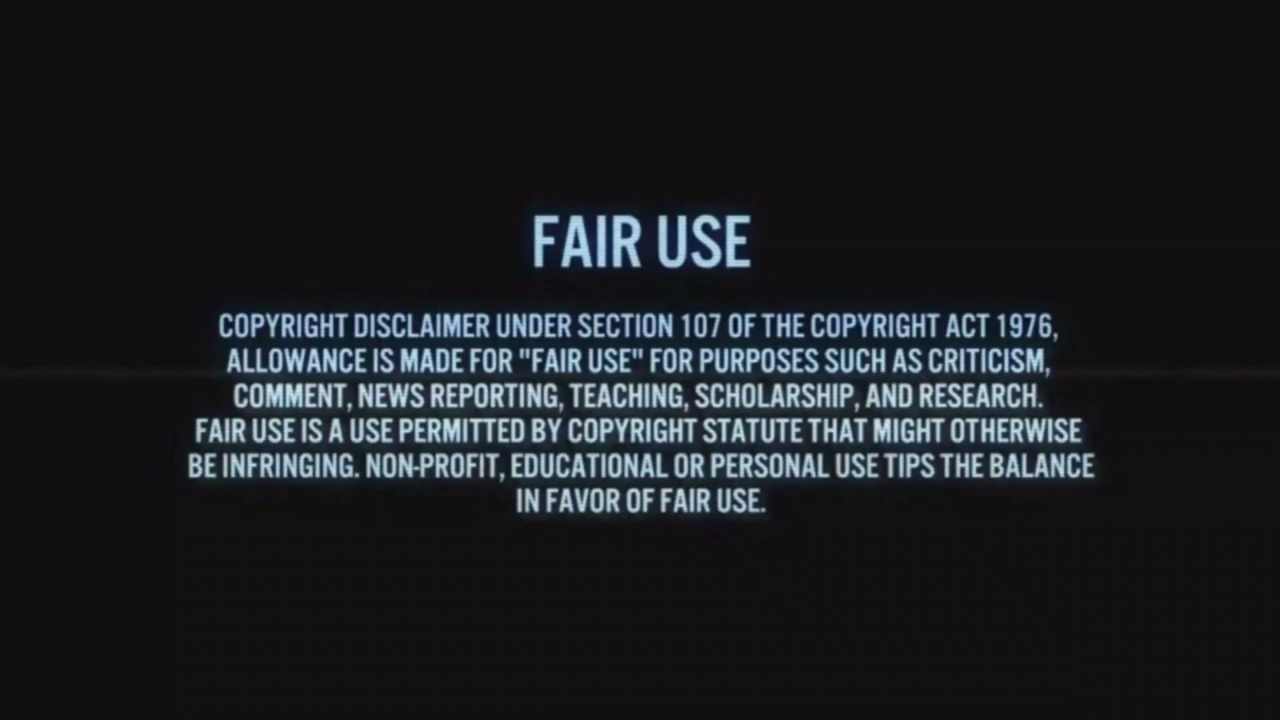 FAIR USE
COPYRIGHT DISCLAIMER UNDER SECTION 107 OF THE COPYRIGHT ACT 1976,
ALLOWANCE IS MADE FOR "FAIR USE" FOR PURPOSES SUCH AS CRITICISM,
COMMENT, NEWS REPORTING, TEACHING, SCHOLARSHIP, AND RESEARCH.
FAIR USE IS A USE PERMITTED BY COPYRIGHT STATUTE THAT MIGHT OTHERWISE
BE INFRINGING. NON-PROFIT, EDUCATIONAL OR PERSONAL USE TIPS THE BALANCE
IN FAVOR OF FAIR USE.